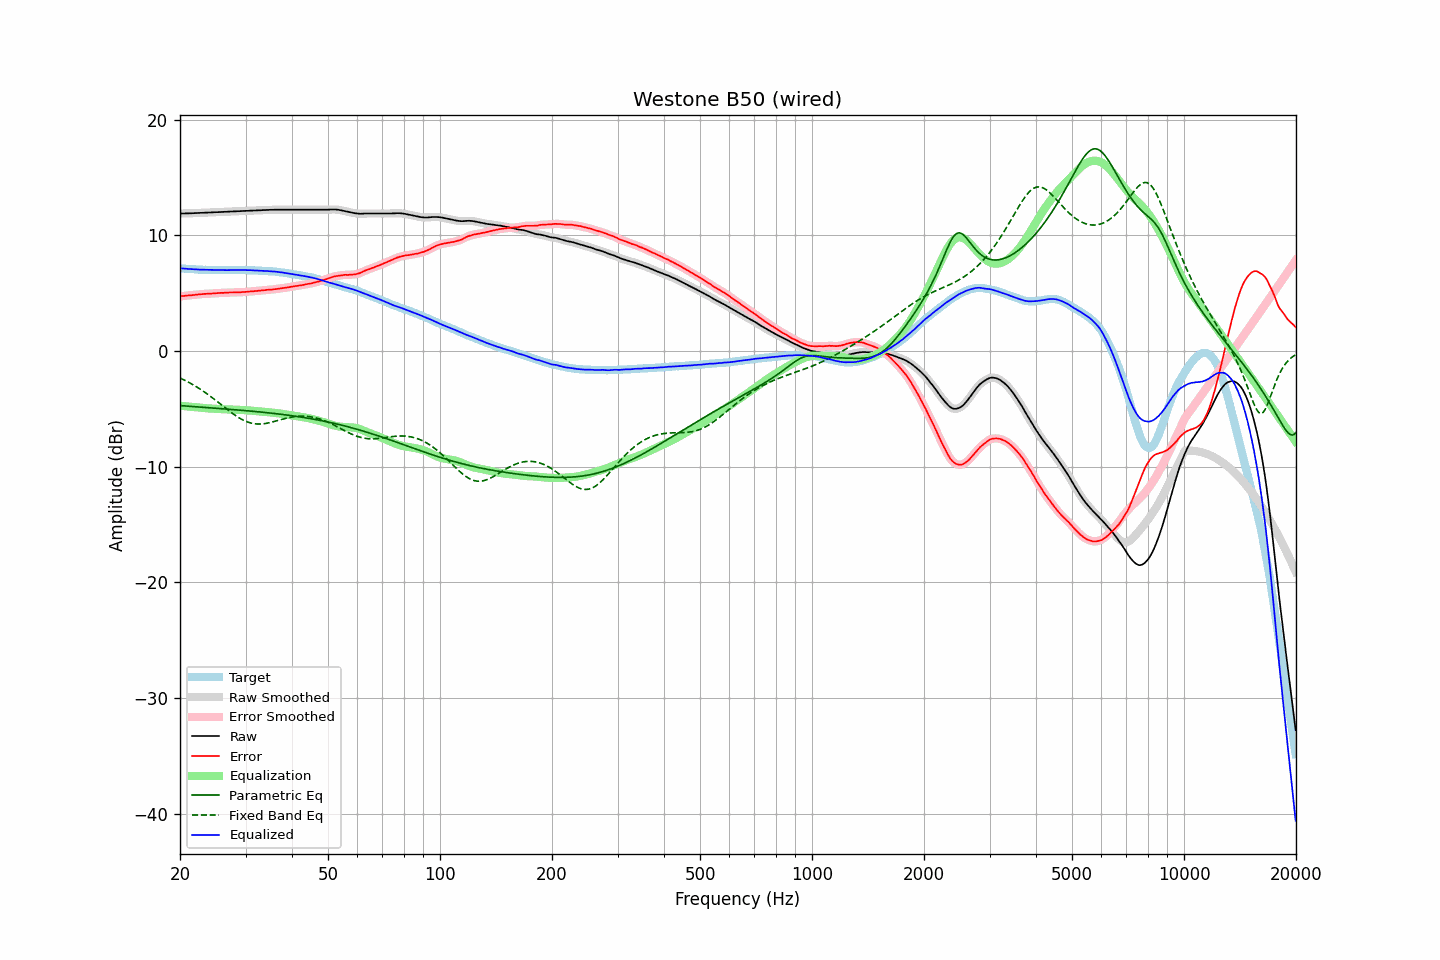 Westone B50 (wired)
20
10
0
−10
−20
−30
−40
Amplitude (dBr)
Target
Raw Smoothed
Error Smoothed
Raw
Error
Equalization
Parametric Eq
Fixed Band Eq
Equalized
20 50 100 200 500 1000 2000 5000 10000 20000
Frequency (Hz)